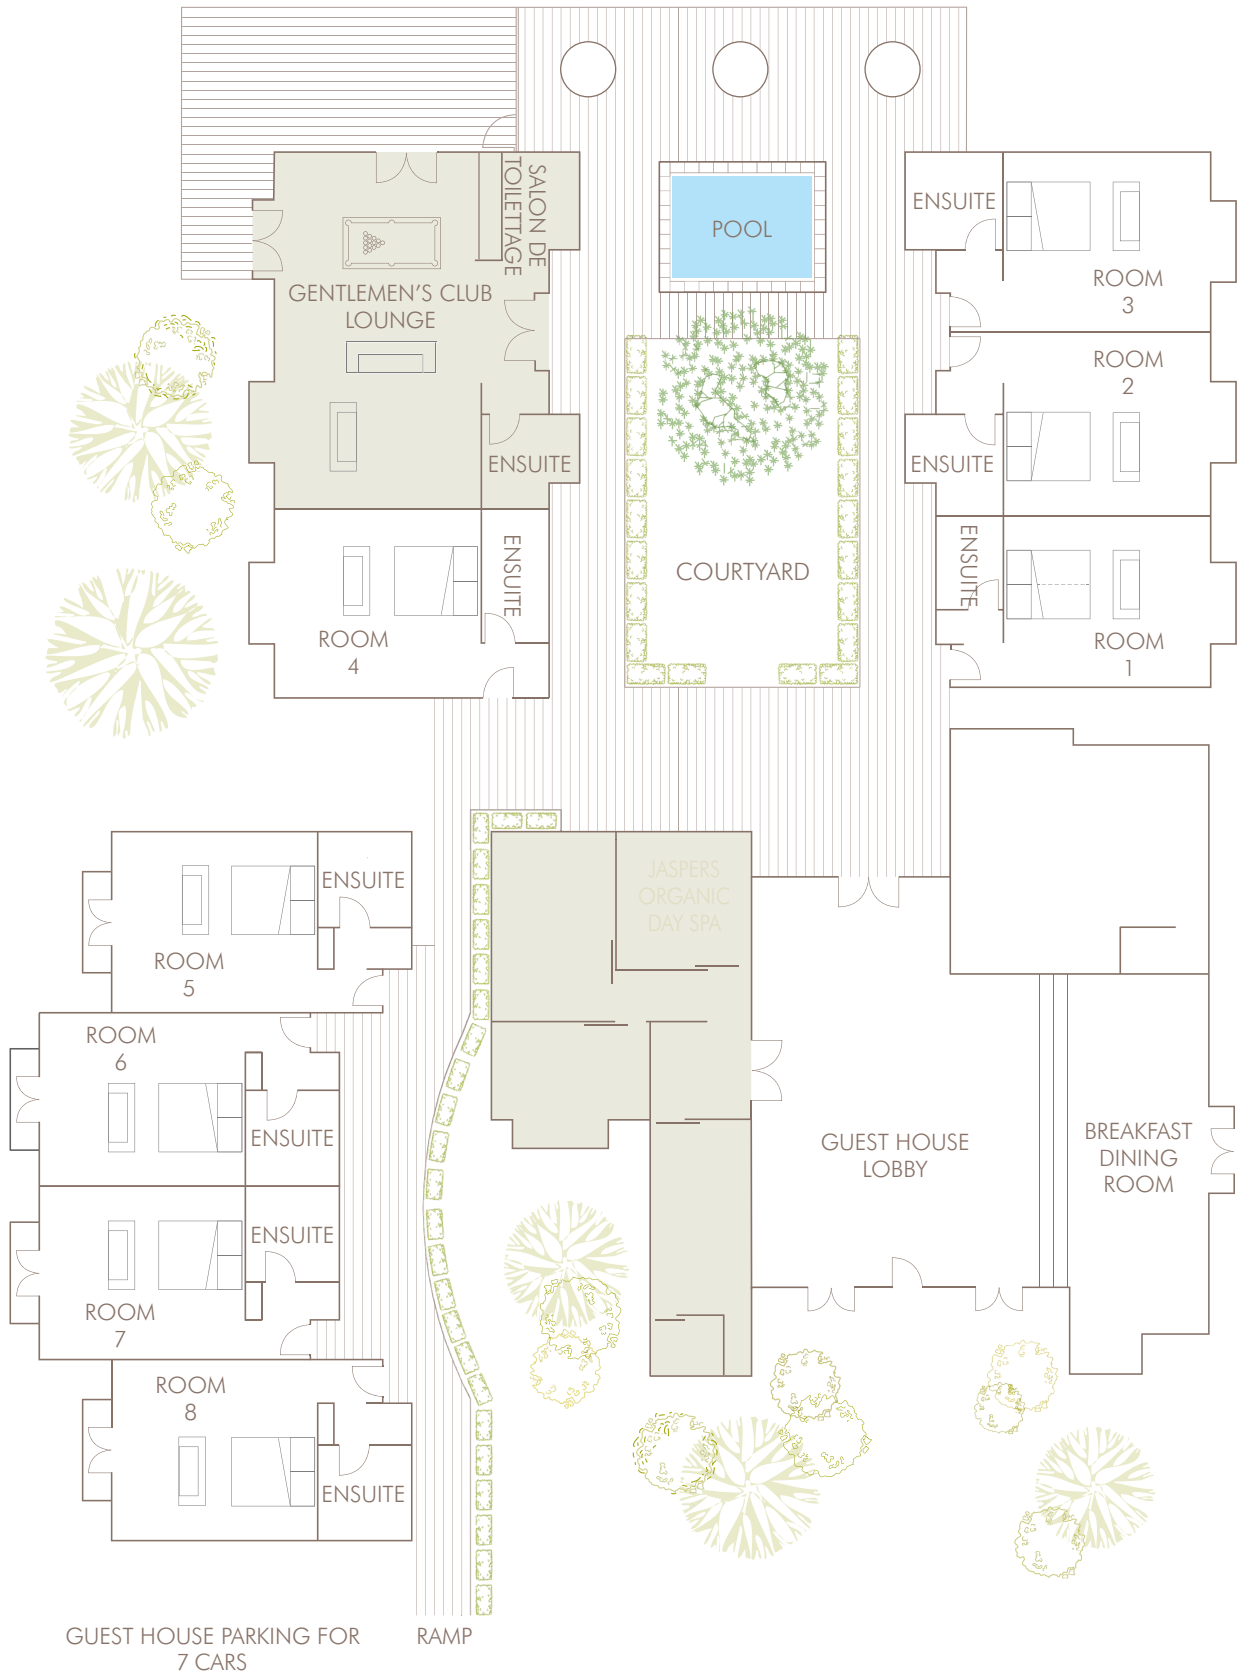 SALON DE
TOILETTAGE
POOL
ENSUITE
ROOM
3
GENTLEMEN'S CLUB
LOUNGE
ROOM
2
ENSUITE
ENSUITE
ENSUITE
ROOM
4
COURTYARD
ENSUITE
ROOM
1
ENSUITE
ROOM
5
JASPERS
ORGANIC
DAY SPA
ROOM
6
ENSUITE
GUEST HOUSE
LOBBY
BREAKFAST
DINING
ROOM
ENSUITE
ROOM
7
ROOM
8
ENSUITE
GUEST HOUSE PARKING FOR
7 CARS
RAMP